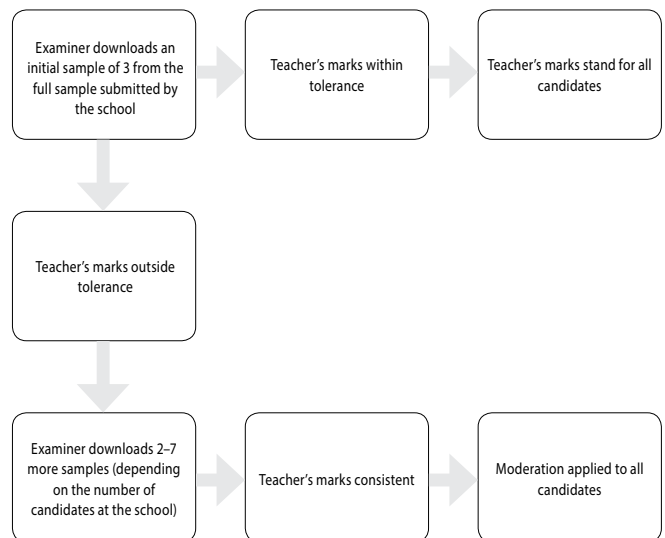 Examiner downloads an
initial sample of 3 from the
full sample submitted by
the school
Teacher's marks within
tolerance
Teacher's marks stand for all
candidates
Teacher's marks outside
tolerance
Examiner downloads 2–7
more samples (depending
on the number of
candidates at the school)
Teacher's marks consistent
Moderation applied to all
candidates